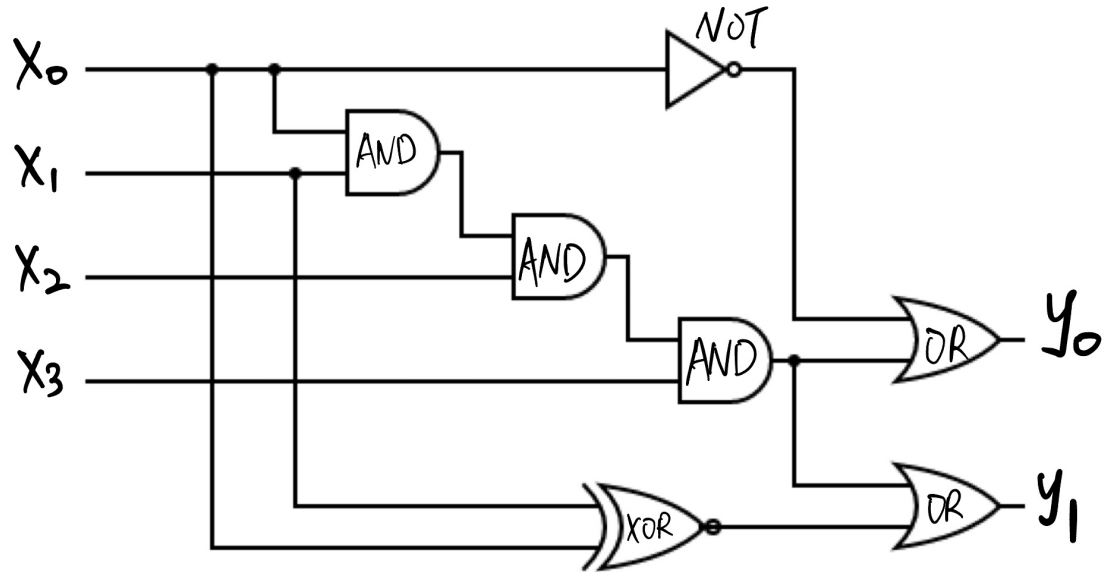 NOT
X₀
AND
X₁
AND
X₂
AND
X₃
OR
y₀
XOR
OR
y₁